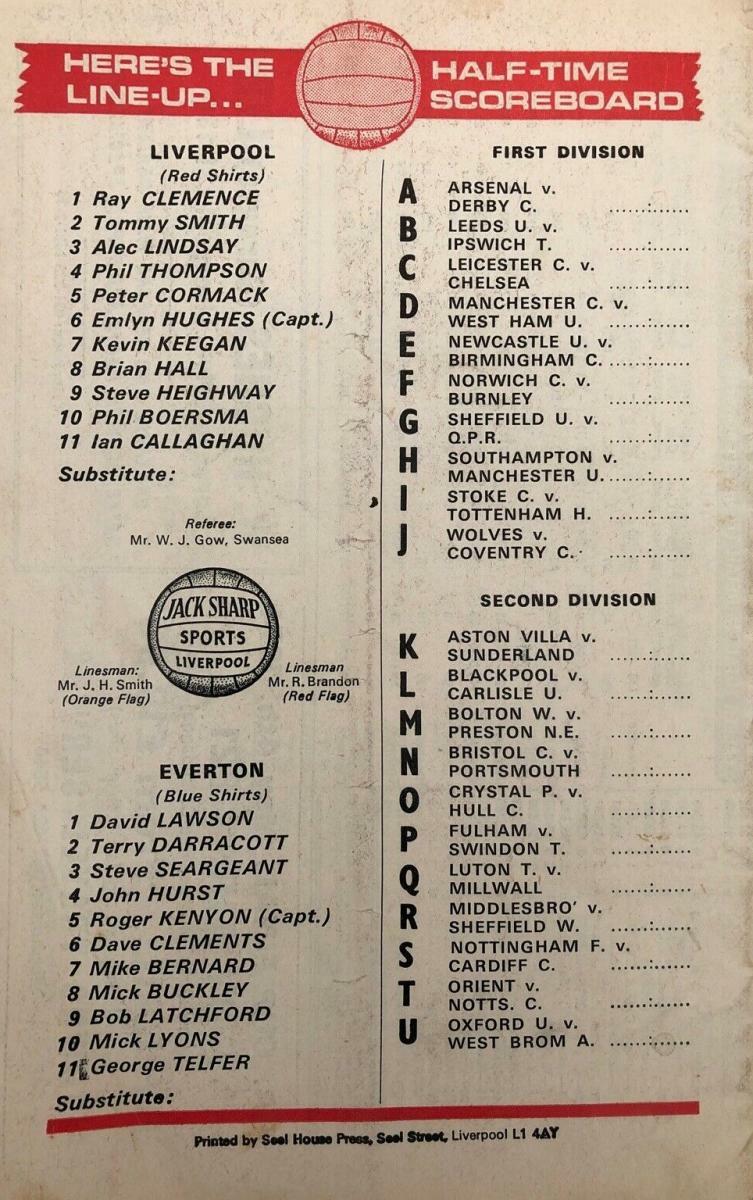 HERE'S THE
LINE-UP...
LIVERPOOL
(Red Shirts)
1 Ray CLEMENCE
2 Tommy SMITH
3 Alec LINDSAY
4 Phil THOMPSON
5 Peter CORMACK
6 Emlyn HUGHES (Capt.)
7 Kevin KEEGAN
8 Brian HALL
9 Steve HEIGHWAY
10 Phil BOERSMA
11 Ian CALLAGHAN
Substitute:
Referee:
Mr. W. J. Gow, Swansea
JACK SHARP
SPORTS
LIVERPOOL
Linesman:
Mr. J. H. Smith
(Orange Flag)
Linesman
Mr. R. Brandon
(Red Flag)
EVERTON
(Blue Shirts)
1 David LAWSON
2 Terry DARRACOTT
3 Steve SEARGEANT
4 John HURST
5 Roger KENYON (Capt.)
6 Dave CLEMENTS
7 Mike BERNARD
8 Mick BUCKLEY
9 Bob LATCHFORD
10 Mick LYONS
11 George TELFER
Substitute:
HALF-TIME
SCOREBOARD
FIRST DIVISION
A ARSENAL v.
DERBY C. ......:......
B LEEDS U. v.
IPSWICH T. ......:......
C LEICESTER C. v.
CHELSEA ......:......
D MANCHESTER C. v.
WEST HAM U. ......:......
E NEWCASTLE U. v.
BIRMINGHAM C. ......:......
F NORWICH C. v.
BURNLEY ......:......
G SHEFFIELD U. v.
Q.P.R. ......:......
H SOUTHAMPTON v.
MANCHESTER U. ......:......
I STOKE C. v.
TOTTENHAM H. ......:......
J WOLVES v.
COVENTRY C. ......:......
SECOND DIVISION
K ASTON VILLA v.
SUNDERLAND ......:......
L BLACKPOOL v.
CARLISLE U. ......:......
M BOLTON W. v.
PRESTON N.E. ......:......
N BRISTOL C. v.
PORTSMOUTH ......:......
O CRYSTAL P. v.
HULL C. ......:......
P FULHAM v.
SWINDON T. ......:......
Q LUTON T. v.
MILLWALL ......:......
R MIDDLESBRO' v.
SHEFFIELD W. ......:......
S NOTTINGHAM F. v.
CARDIFF C. ......:......
T ORIENT v.
NOTTS. C. ......:......
U OXFORD U. v.
WEST BROM A. ......:......
Printed by Seel House Press, Seel Street, Liverpool L1 4AY